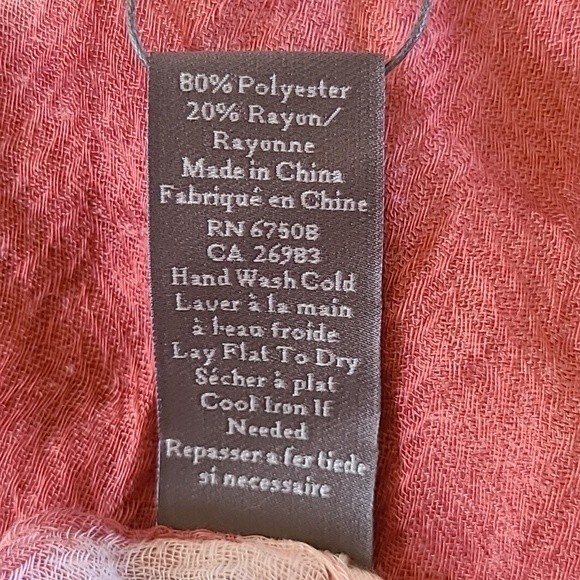 80% Polyester
20% Rayon/
Rayonne
Made in China
Fabriqué en Chine
RN 67508
CA 26983
Hand Wash Cold
Laver à la main
à l'eau froide
Lay Flat To Dry
Sécher à plat
Cool Iron If
Needed
Repasser a fer tiede
si necessaire